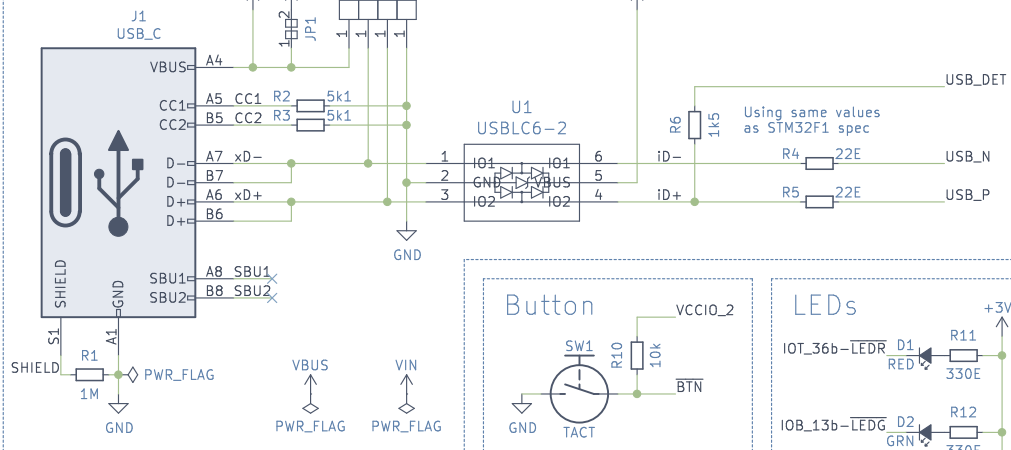 J1
USB_C
2
1
JP1
1
1
1
1
VBUS
A4
CC1
A5
CC1
R2
5k1
CC2
B5
CC2
R3
5k1
D-
A7
xD-
D-
B7
D+
A6
xD+
D+
B6
SBU1
A8
SBU1
SBU2
B8
SBU2
SHIELD
GND
S1
A1
SHIELD
R1
1M
PWR_FLAG
GND
VBUS
PWR_FLAG
VIN
PWR_FLAG
GND
U1
USBLC6-2
1
IO1
IO1
6
2
GND
VBUS
5
3
IO2
IO2
4
iD-
iD+
R6
1k5
Using same values
as STM32F1 spec
USB_DET
R4
22E
USB_N
R5
22E
USB_P
Button
VCCIO_2
SW1
R10
10k
BTN
GND
TACT
LEDs
+3V
IOT_36b-LEDR
D1
RED
R11
330E
IOB_13b-LEDG
D2
GRN
R12
330E